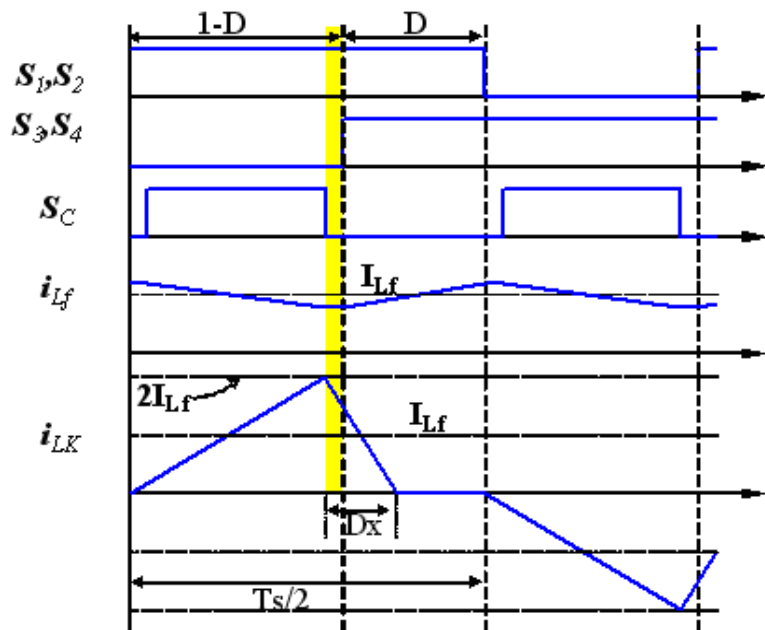 1-D
D
S1,S2
S3,S4
SC
iLf
ILf
2ILf
ILf
iLK
Dx
Ts/2